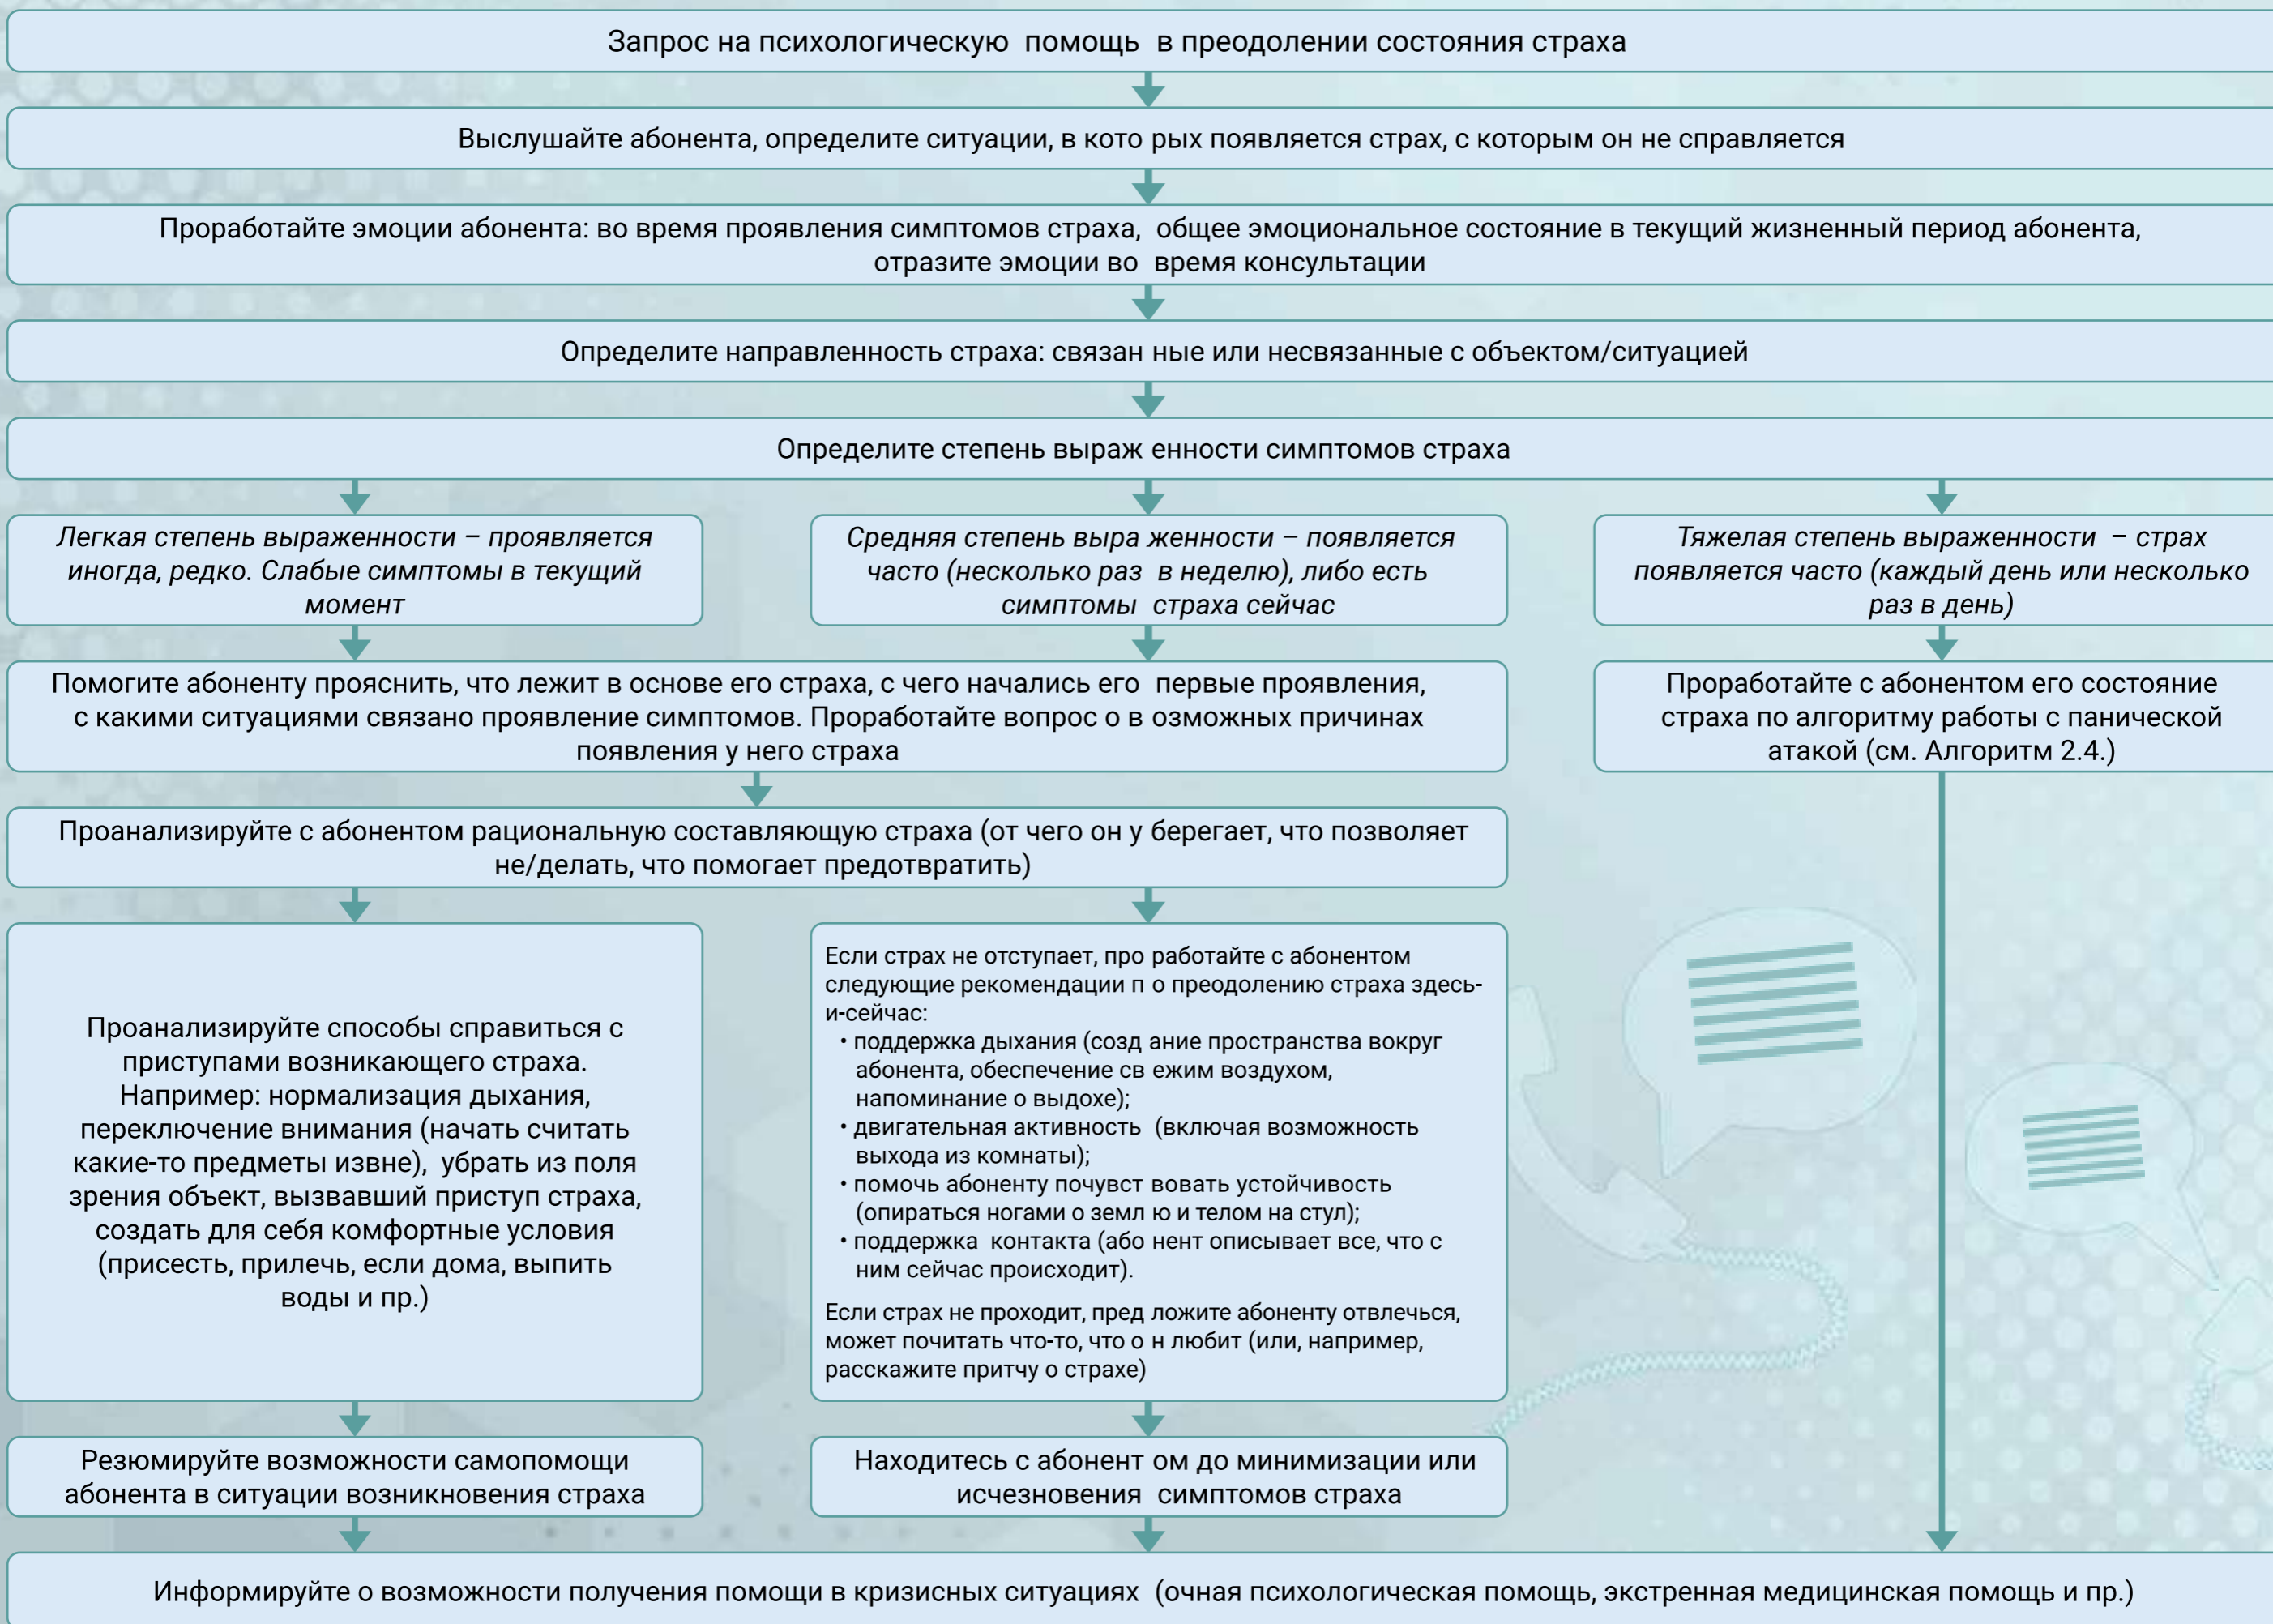 Запрос на психологическую помощь в преодолении состояния страха
Выслушайте абонента, определите ситуации, в кото рых появляется страх, с которым он не справляется
Проработайте эмоции абонента: во время проявления симптомов страха, общее эмоциональное состояние в текущий жизненный период абонента,
отразите эмоции во время консультации
Определите направленность страха: связан ные или несвязанные с объектом/ситуацией
Определите степень выраж енности симптомов страха
Легкая степень выраженности – проявляется
иногда, редко. Слабые симптомы в текущий
момент
Средняя степень выра женности – появляется
часто (несколько раз в неделю), либо есть
симптомы страха сейчас
Тяжелая степень выраженности – страх
появляется часто (каждый день или несколько
раз в день)
Помогите абоненту прояснить, что лежит в основе его страха, с чего начались его первые проявления,
с какими ситуациями связано проявление симптомов. Проработайте вопрос о в озможных причинах
появления у него страха
Проработайте с абонентом его состояние
страха по алгоритму работы с панической
атакой (см. Алгоритм 2.4.)
Проанализируйте с абонентом рациональную составляющую страха (от чего он у берегает, что позволяет
не/делать, что помогает предотвратить)
Проанализируйте способы справиться с
приступами возникающего страха.
Например: нормализация дыхания,
переключение внимания (начать считать
какие-то предметы извне), убрать из поля
зрения объект, вызвавший приступ страха,
создать для себя комфортные условия
(присесть, прилечь, если дома, выпить
воды и пр.)
Если страх не отступает, про работайте с абонентом
следующие рекомендации п о преодолению страха здесь-
и-сейчас:
• поддержка дыхания (созд ание пространства вокруг
абонента, обеспечение св ежим воздухом,
напоминание о выдохе);
• двигательная активность (включая возможность
выхода из комнаты);
• помочь абоненту почувст вовать устойчивость
(опираться ногами о земл ю и телом на стул);
• поддержка контакта (або нент описывает все, что с
ним сейчас происходит).
Если страх не проходит, пред ложите абоненту отвлечься,
может почитать что-то, что о н любит (или, например,
расскажите притчу о страхе)
Резюмируйте возможности самопомощи
абонента в ситуации возникновения страха
Находитесь с абонент ом до минимизации или
исчезновения симптомов страха
Информируйте о возможности получения помощи в кризисных ситуациях (очная психологическая помощь, экстренная медицинская помощь и пр.)